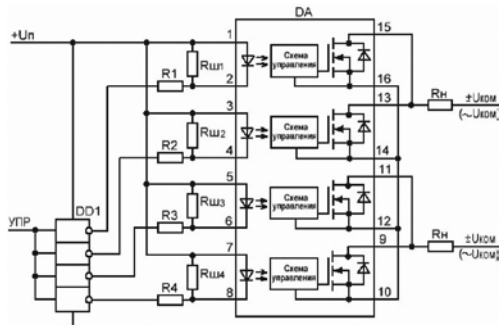 DA
+Uп
1
Rш1
R1
2
Схема управления
15
16
3
Rш2
R2
4
Схема управления
13
14
Rн
±Uком
(~Uком)
УПР
DD1
5
Rш3
R3
6
Схема управления
11
12
7
Rш4
R4
8
Схема управления
9
10
Rн
±Uком
(~Uком)